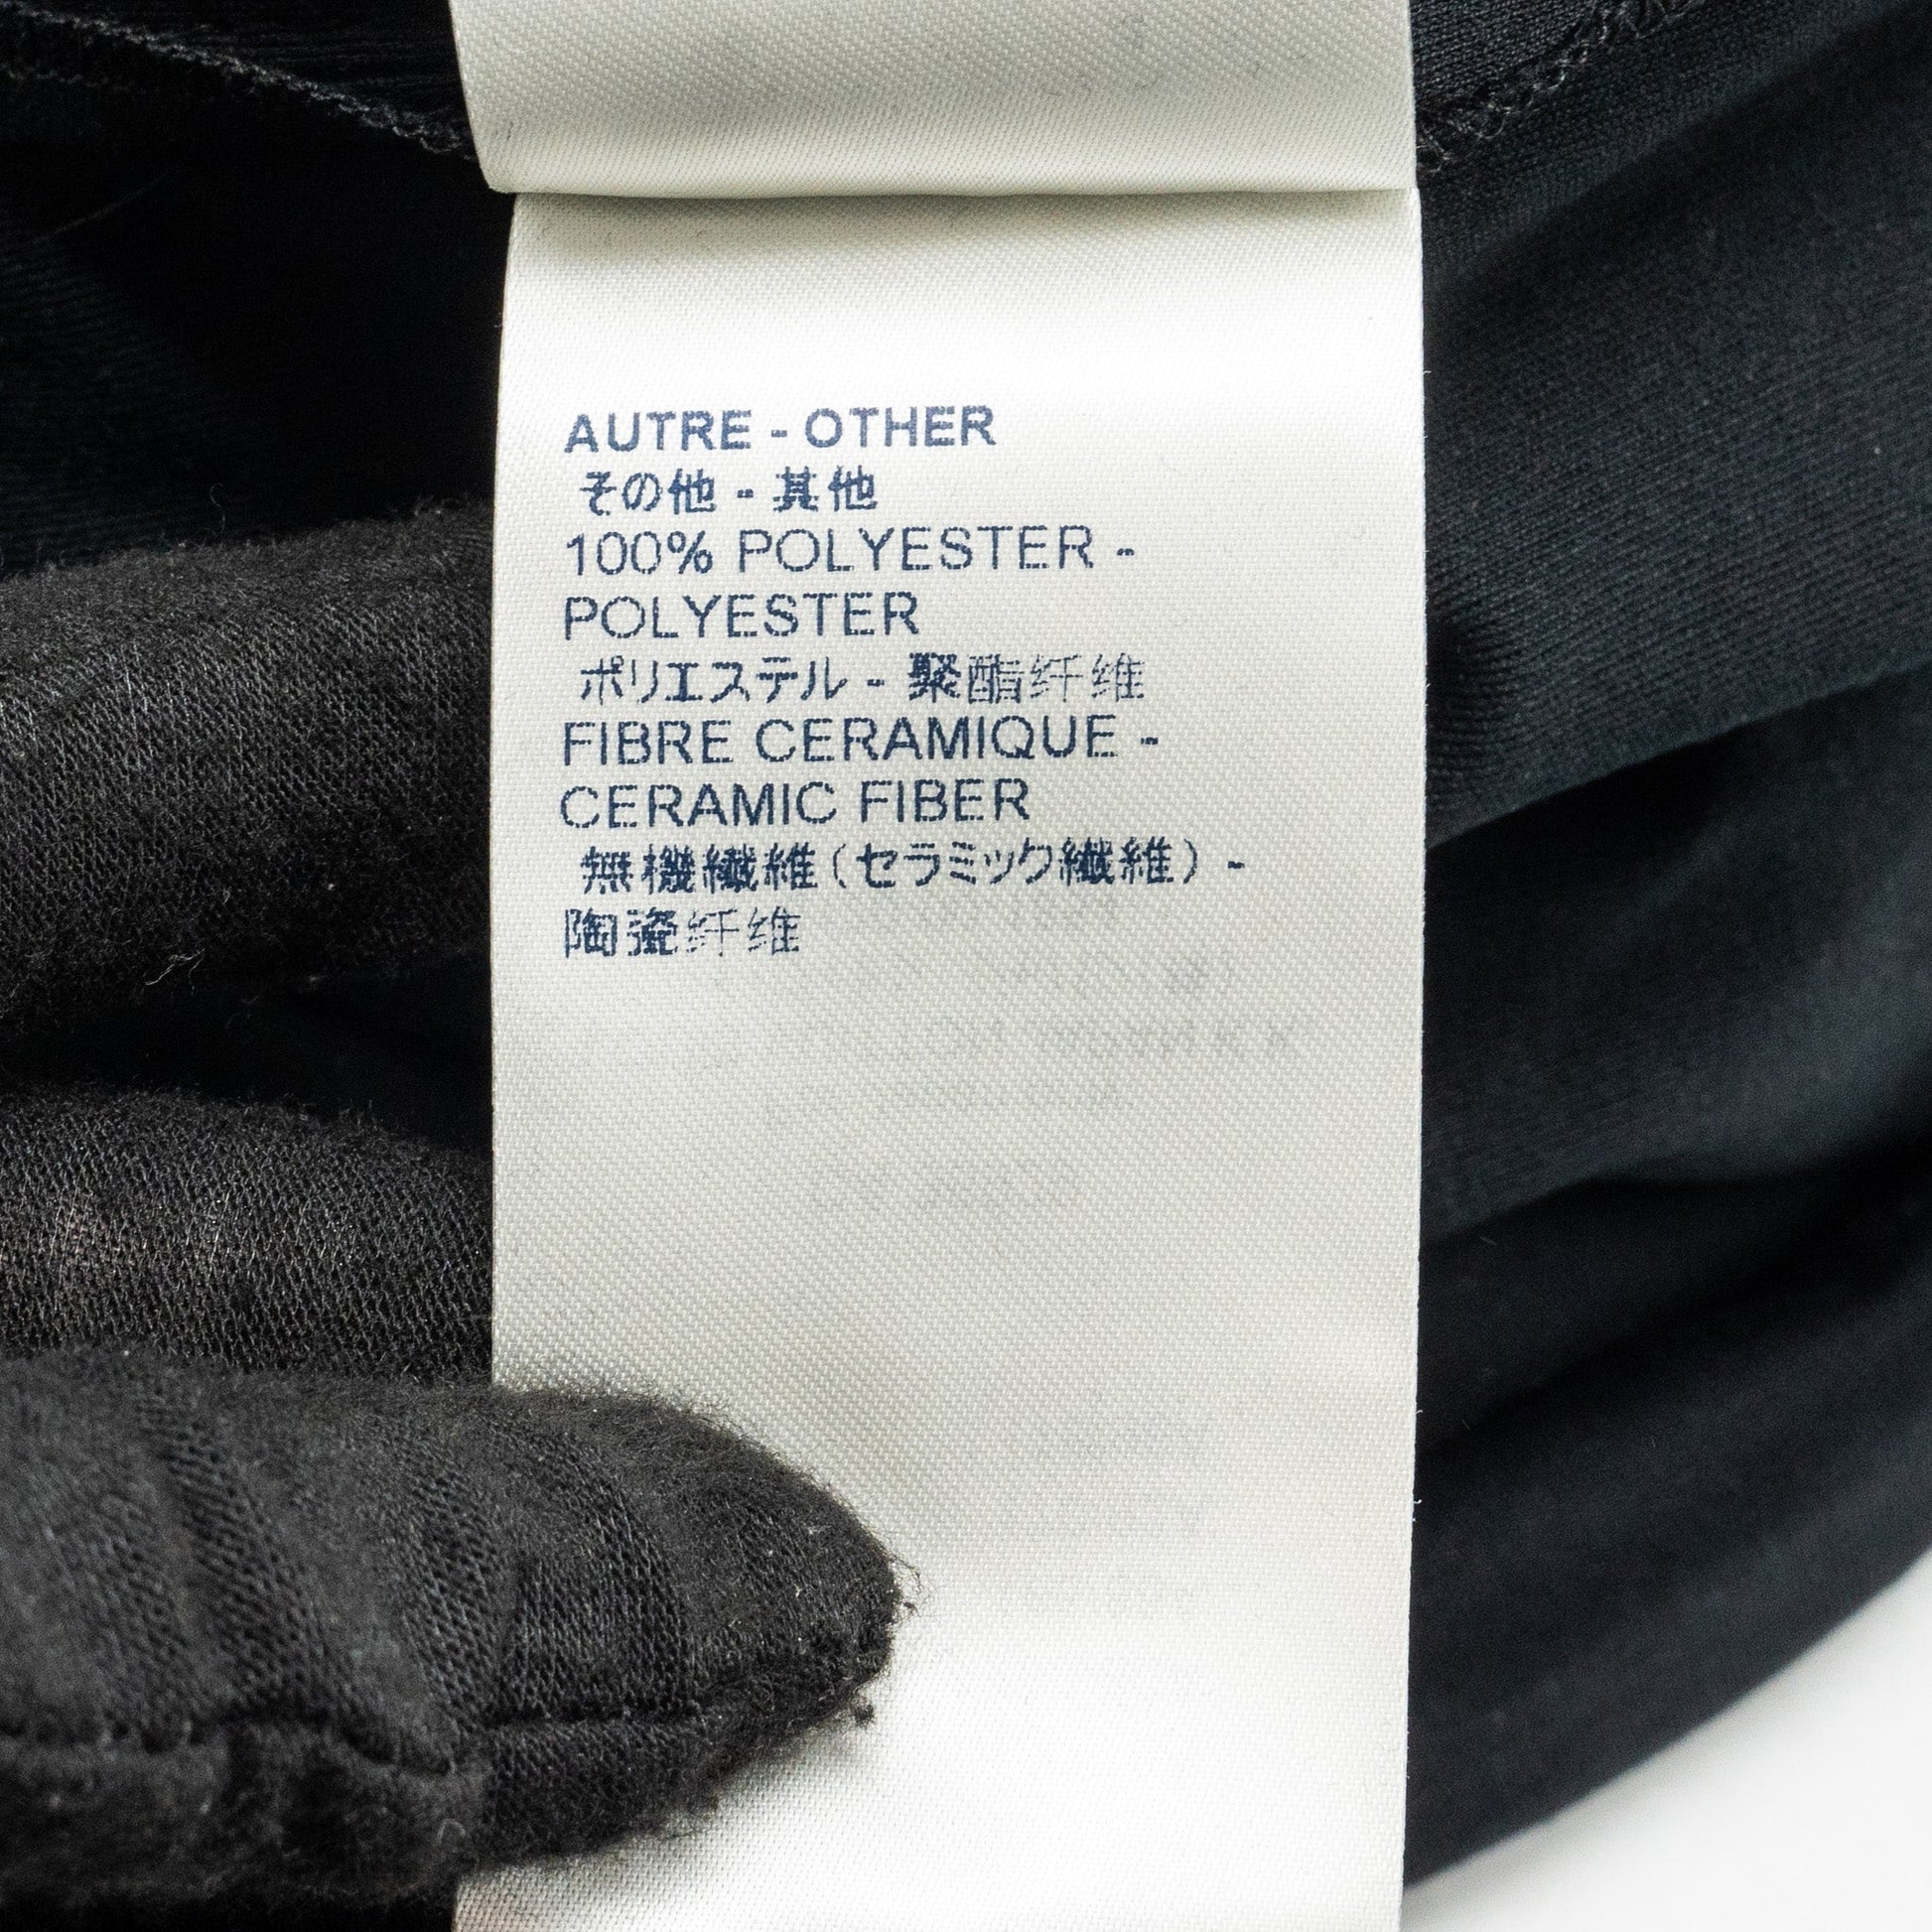 AUTRE - OTHER
その他 - 其他
100% POLYESTER -
POLYESTER
ポリエステル - 聚酯纤维
FIBRE CERAMIQUE -
CERAMIC FIBER
無機繊維(セラミック繊維) -
陶瓷纤维